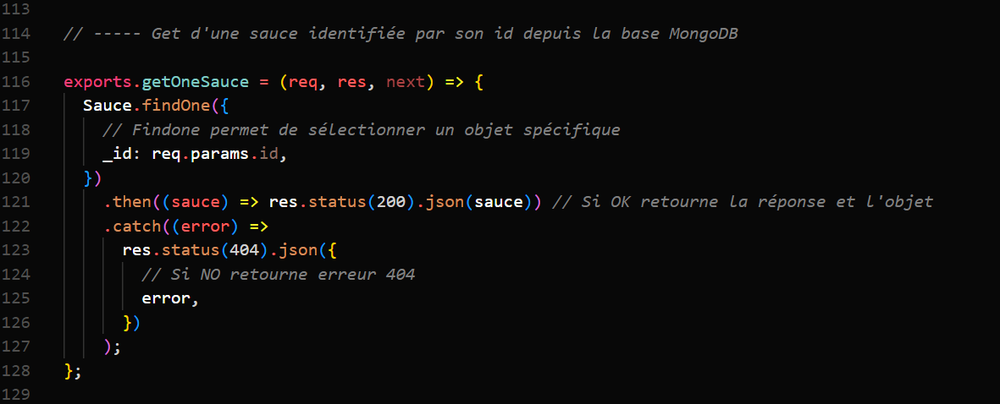 113
114 // ----- Get d'une sauce identifiée par son id depuis la base MongoDB
115
116 exports.getOneSauce = (req, res, next) => {
117   Sauce.findOne({
118     // Findone permet de sélectionner un objet spécifique
119     _id: req.params.id,
120   })
121     .then((sauce) => res.status(200).json(sauce)) // Si OK retourne la réponse et l'objet
122     .catch((error) =>
123       res.status(404).json({
124         // Si NO retourne erreur 404
125         error,
126       })
127     );
128 };
129